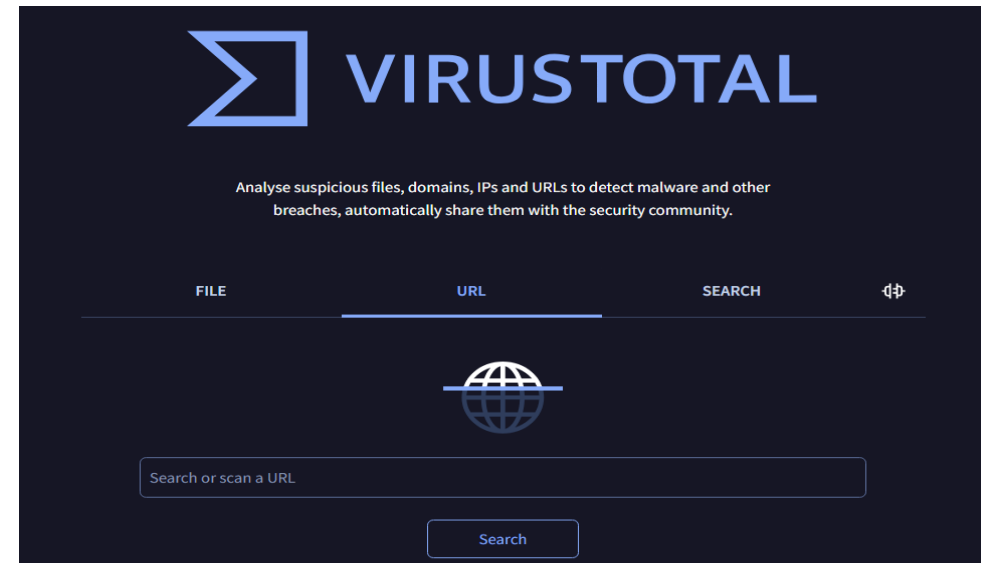 VIRUSTOTAL
Analyse suspicious files, domains, IPs and URLs to detect malware and other
breaches, automatically share them with the security community.
FILE
URL
SEARCH
Search or scan a URL
Search